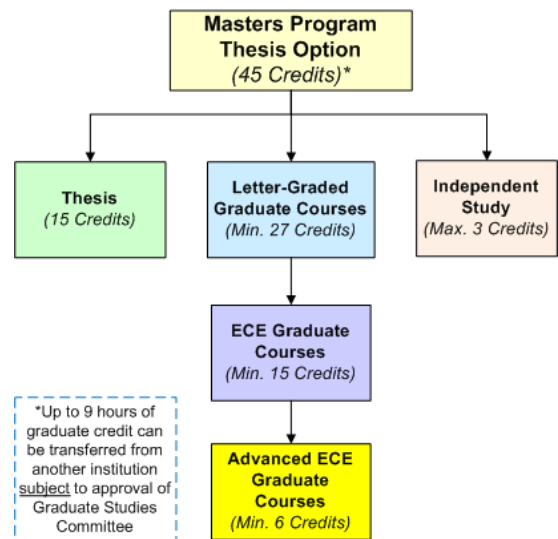 Masters Program
Thesis Option
(45 Credits)*
Thesis
(15 Credits)
Letter-Graded
Graduate Courses
(Min. 27 Credits)
Independent
Study
(Max. 3 Credits)
ECE Graduate
Courses
(Min. 15 Credits)
*Up to 9 hours of
graduate credit can
be transferred from
another institution
subject to approval of
Graduate Studies
Committee
Advanced ECE
Graduate
Courses
(Min. 6 Credits)